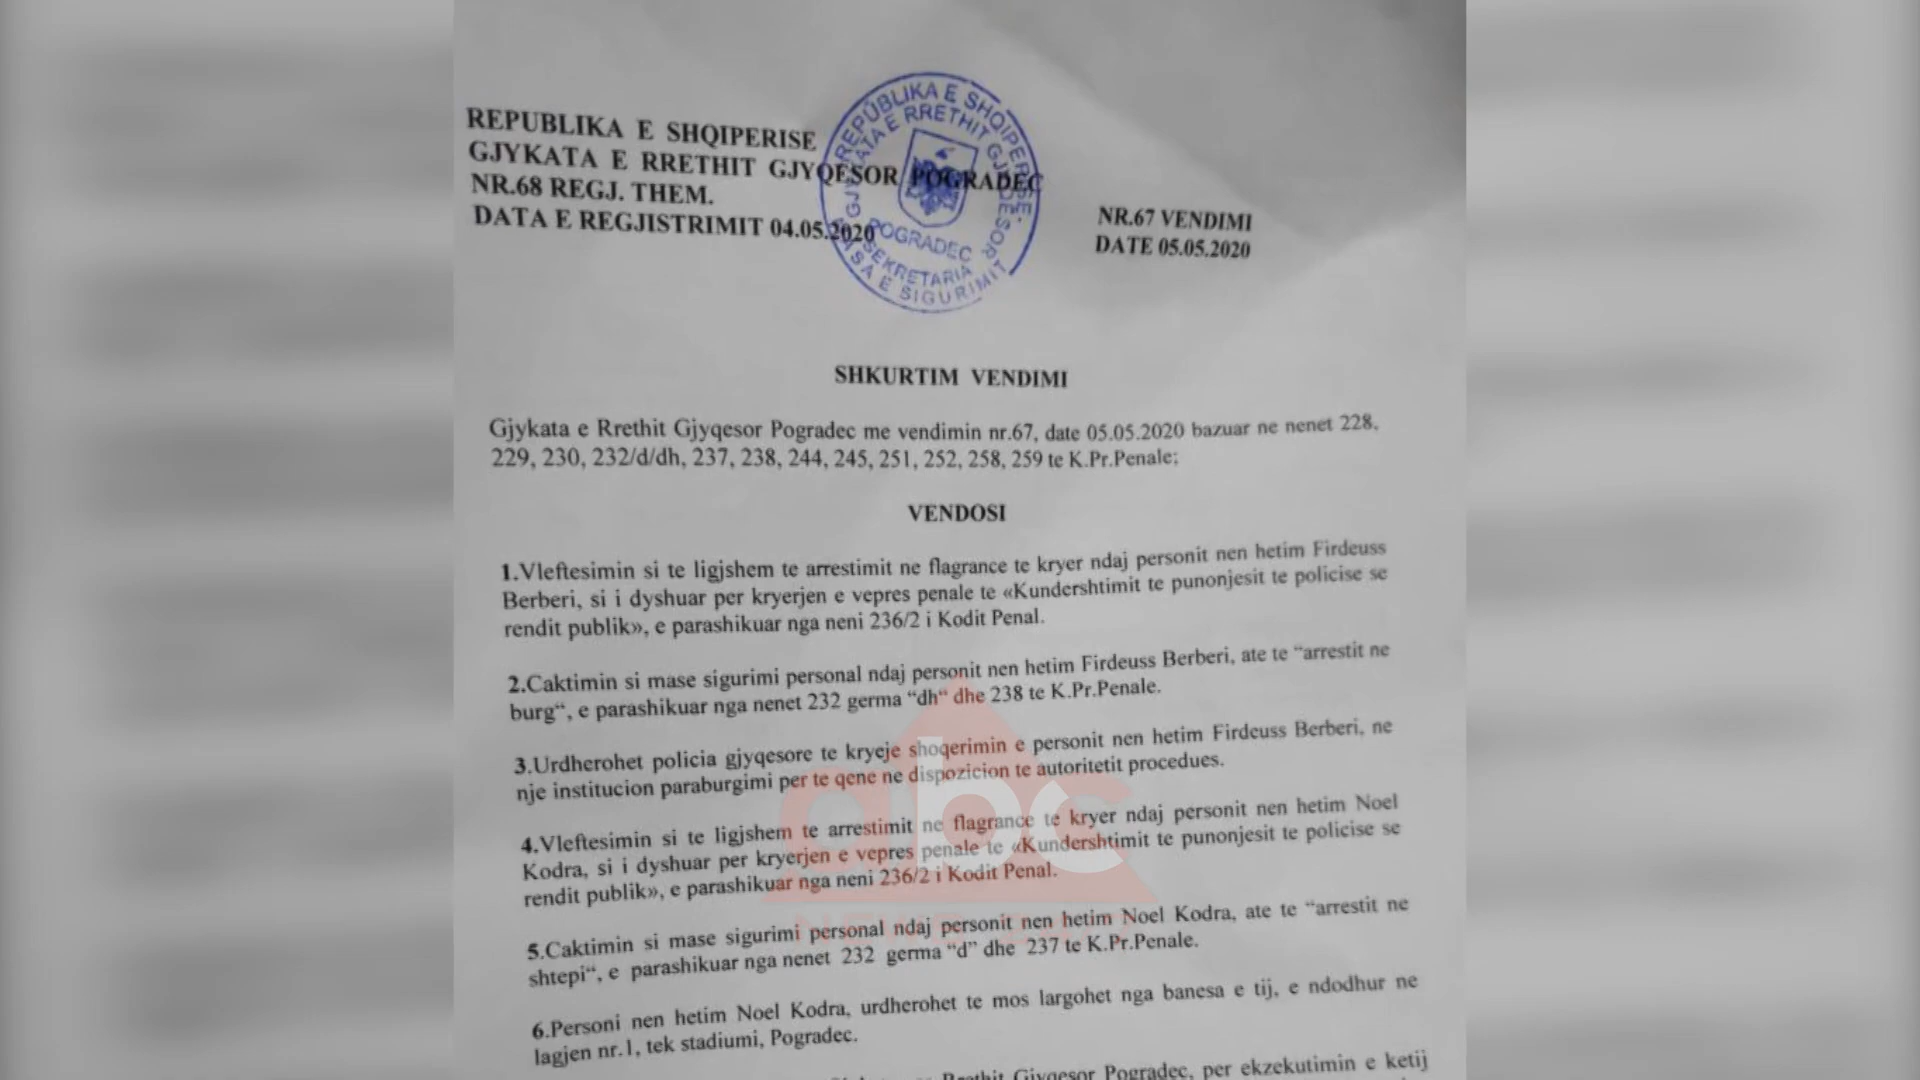 REPUBLIKA E SHQIPERISE
GJYKATA E RRETHIT GJYQESOR POGRADEC
NR.68 REGJ. THEM.
DATA E REGJISTRIMIT 04.05.2020
REPUBLIKA E SHQIPERISE
GJYKATA E RRETHIT GJYQESOR
POGRADEC
SEKRETARIA
MASA E SIGURIMIT
NR.67 VENDIMI
DATE 05.05.2020
SHKURTIM VENDIMI
Gjykata e Rrethit Gjyqesor Pogradec me vendimin nr.67, date 05.05.2020 bazuar ne nenet 228,
229, 230, 232/d/dh, 237, 238, 244, 245, 251, 252, 258, 259 te K.Pr.Penale;
VENDOSI
1.Vleftesimin si te ligjshem te arrestimit ne flagrance te kryer ndaj personit nen hetim Firdeuss
Berberi, si i dyshuar per kryerjen e vepres penale te «Kundershtimit te punonjesit te policise se
rendit publik», e parashikuar nga neni 236/2 i Kodit Penal.
2.Caktimin si mase sigurimi personal ndaj personit nen hetim Firdeuss Berberi, ate te “arrestit ne
burg“, e parashikuar nga nenet 232 germa “dh“ dhe 238 te K.Pr.Penale.
3.Urdherohet policia gjyqesore te kryeje shoqerimin e personit nen hetim Firdeuss Berberi, ne
nje institucion paraburgimi per te qene ne dispozicion te autoritetit procedues.
4.Vleftesimin si te ligjshem te arrestimit ne flagrance te kryer ndaj personit nen hetim Noel
Kodra, si i dyshuar per kryerjen e vepres penale te «Kundershtimit te punonjesit te policise se
rendit publik», e parashikuar nga neni 236/2 i Kodit Penal.
5.Caktimin si mase sigurimi personal ndaj personit nen hetim Noel Kodra, ate te “arrestit ne
shtepi“, e parashikuar nga nenet 232 germa “d” dhe 237 te K.Pr.Penale.
6.Personi nen hetim Noel Kodra, urdherohet te mos largohet nga banesa e tij, e ndodhur ne
lagjen nr.1, tek stadiumi, Pogradec.
Rrethit Gjyqesor Pogradec, per ekzekutimin e ketij
abc